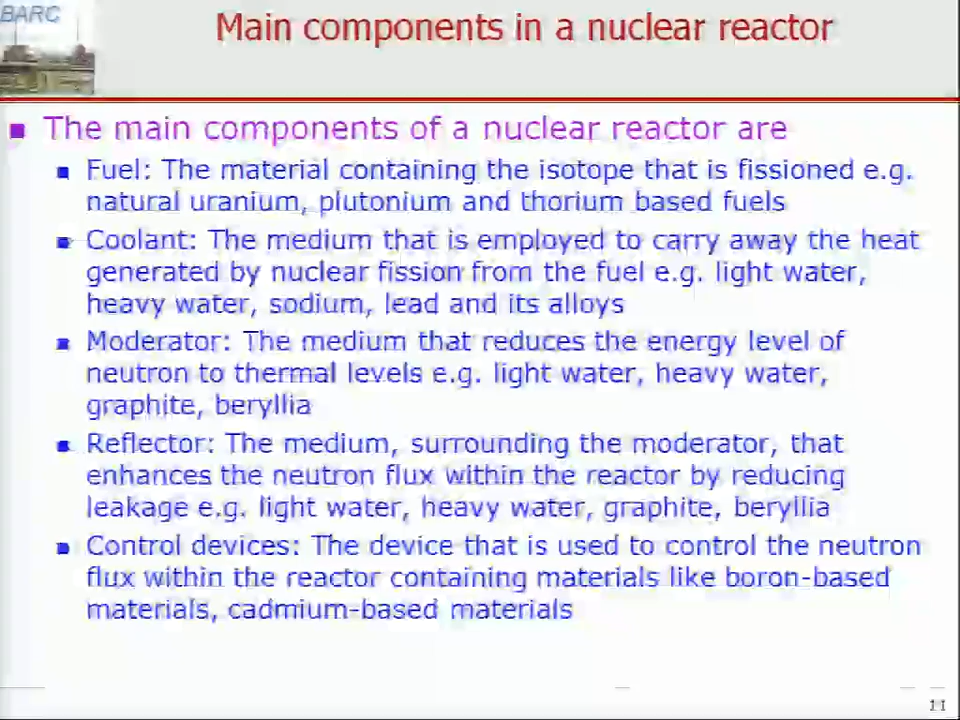 BARC
Main components in a nuclear reactor
The main components of a nuclear reactor are
Fuel: The material containing the isotope that is fissioned e.g.
natural uranium, plutonium and thorium based fuels
Coolant: The medium that is employed to carry away the heat
generated by nuclear fission from the fuel e.g. light water,
heavy water, sodium, lead and its alloys
Moderator: The medium that reduces the energy level of
neutron to thermal levels e.g. light water, heavy water,
graphite, beryllia
Reflector: The medium, surrounding the moderator, that
enhances the neutron flux within the reactor by reducing
leakage e.g. light water, heavy water, graphite, beryllia
Control devices: The device that is used to control the neutron
flux within the reactor containing materials like boron-based
materials, cadmium-based materials
11